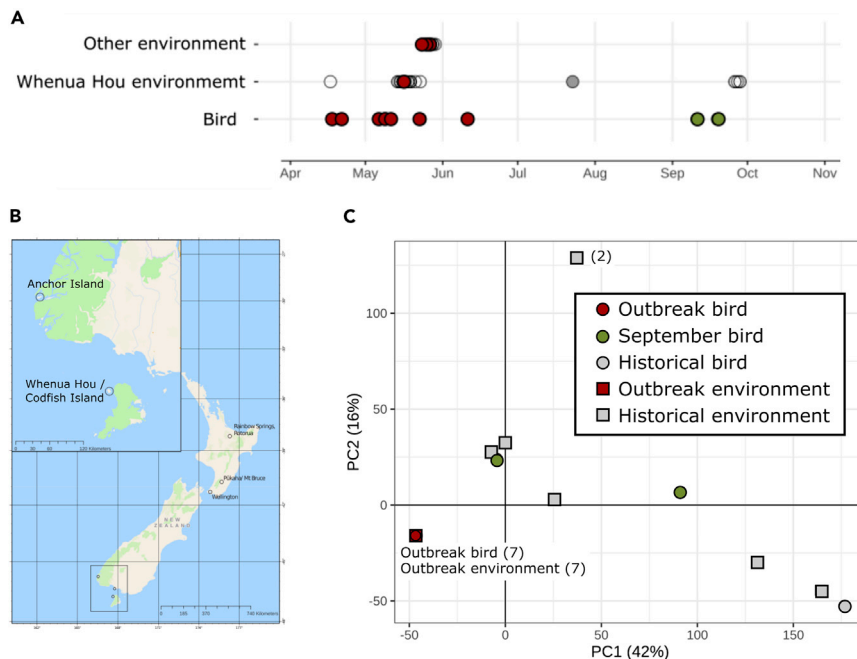 A
Other environment
Whenua Hou environmemt
Bird
Apr May Jun Jul Aug Sep Oct Nov
B
Anchor Island
Whenua Hou /
Codfish Island
Rainbow Springs,
Rotorua
Pūkaha/ Mt Bruce
Wellington
NEW
ZEALAND
C
(2)
Outbreak bird
September bird
Historical bird
Outbreak environment
Historical environment
100
50
0
-50
PC2 (16%)
Outbreak bird (7)
Outbreak environment (7)
-50 0 50 100 150
PC1 (42%)